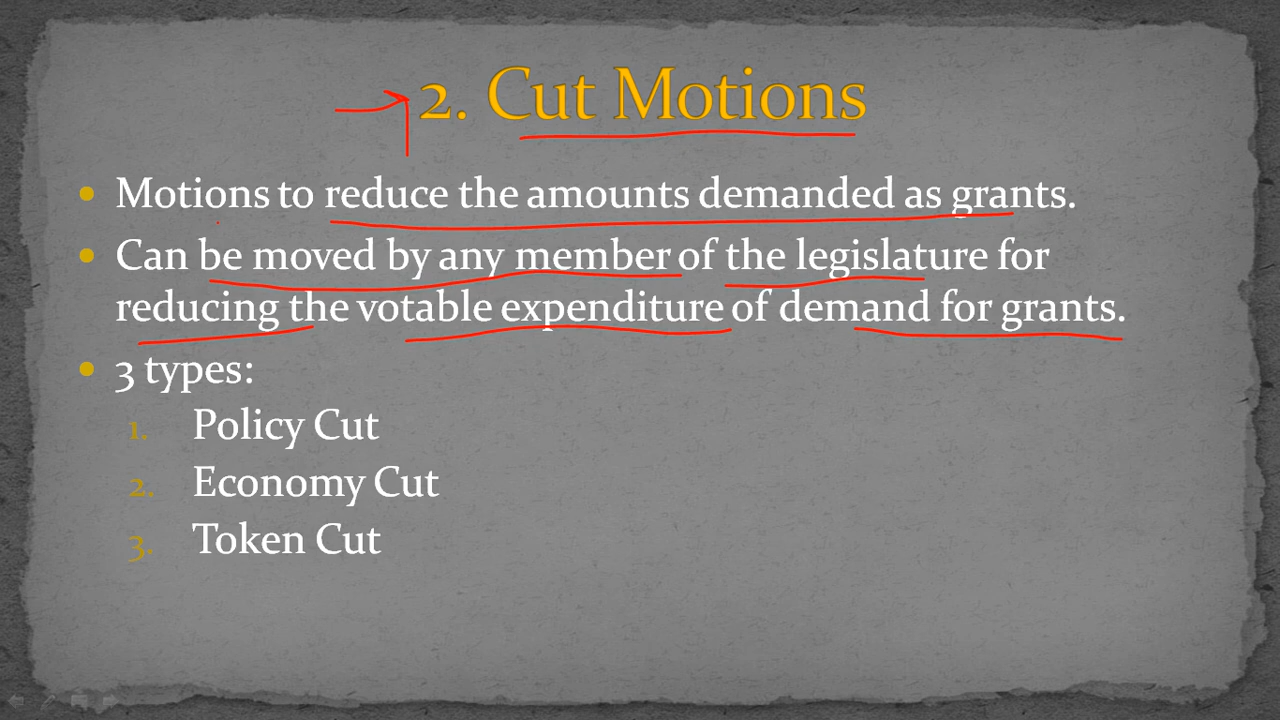 2. Cut Motions
• Motions to reduce the amounts demanded as grants.
• Can be moved by any member of the legislature for
reducing the votable expenditure of demand for grants.
• 3 types:
1. Policy Cut
2. Economy Cut
3. Token Cut